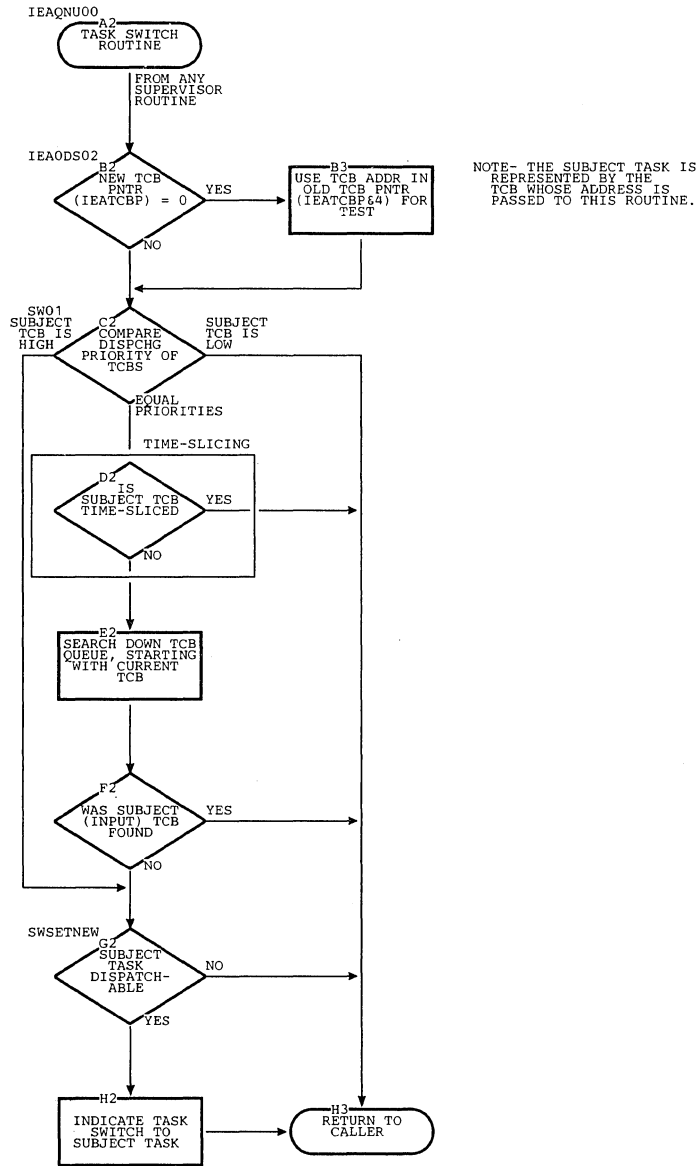 IEAQNU00
A2
TASK SWITCH
ROUTINE
FROM ANY
SUPERVISOR
ROUTINE
IEA0DS02
B2
NEW TCB
PNTR
(IEATCBP) = 0
YES
NO
B3
USE TCB ADDR IN
OLD TCB PNTR
(IEATCBP&4) FOR
TEST
NOTE- THE SUBJECT TASK IS
REPRESENTED BY THE
TCB WHOSE ADDRESS IS
PASSED TO THIS ROUTINE.
SW01
SUBJECT
TCB IS
HIGH
C2
COMPARE
DISPCHG
PRIORITY OF
TCBS
SUBJECT
TCB IS
LOW
EQUAL
PRIORITIES
TIME-SLICING
D2
IS
SUBJECT TCB
TIME-SLICED
YES
NO
E2
SEARCH DOWN TCB
QUEUE, STARTING
WITH CURRENT
TCB
F2
WAS SUBJECT
(INPUT) TCB
FOUND
YES
NO
SWSETNEW
G2
SUBJECT
TASK
DISPATCH-
ABLE
NO
YES
H2
INDICATE TASK
SWITCH TO
SUBJECT TASK
H3
RETURN TO
CALLER